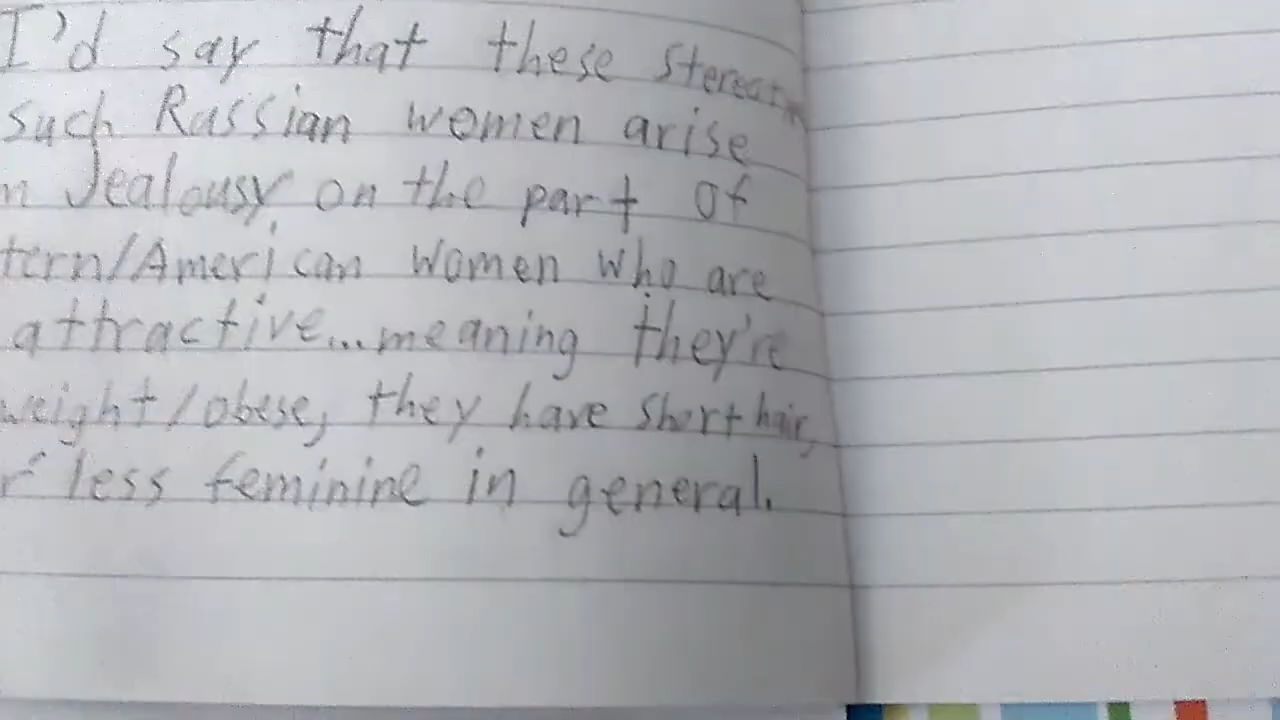 I'd say that these
such Russian women arise
n Jealousy on the part of
tern/American women who are
attractive...meaning they're
weight/obese, they have short hair,
r less feminine in general.